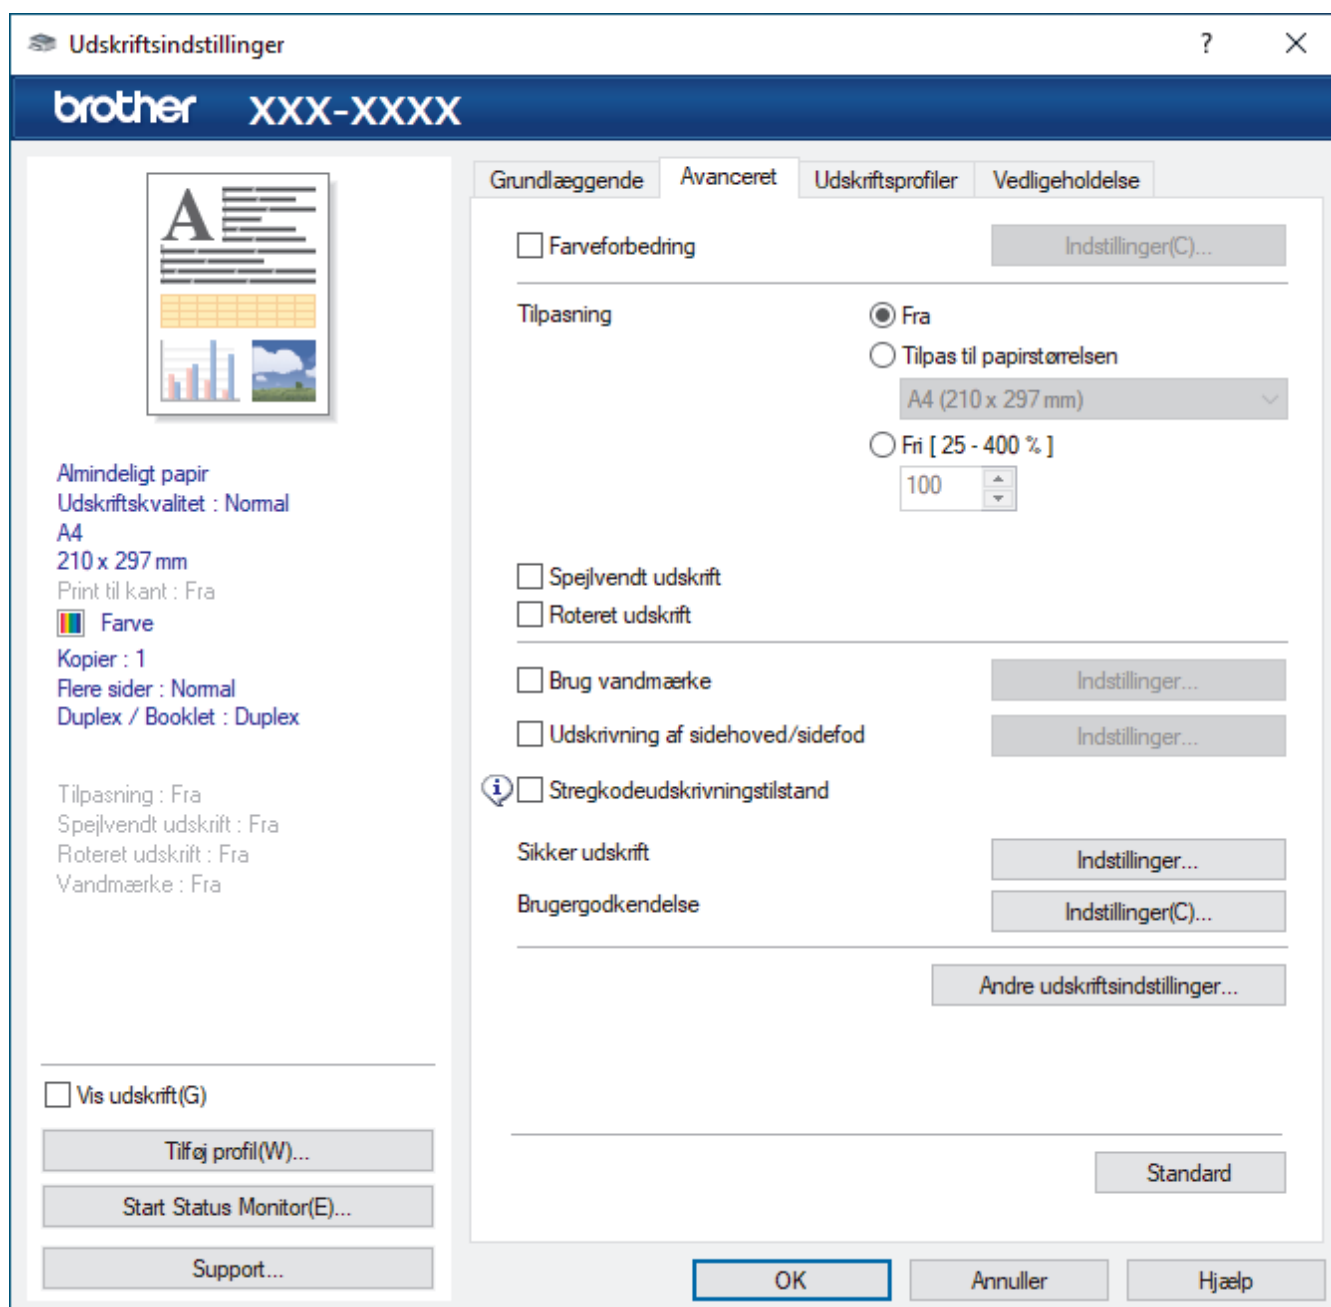 Udskriftsindstillinger
?
brother XXX-XXXX
Grundlæggende Avanceret Udskriftsprofiler Vedligeholdelse
A
Almindeligt papir
Udskriftskvalitet : Normal
A4
210 x 297 mm
Print til kant : Fra
Farve
Kopier : 1
Flere sider : Normal
Duplex / Booklet : Duplex
Tilpasning : Fra
Spejlvendt udskrift : Fra
Roteret udskrift : Fra
Vandmærke : Fra
Vis udskrift(G)
Tilføj profil(W)...
Start Status Monitor(E)...
Support...
Farveforbedring Indstillinger(C)...
Tilpasning Fra
Tilpas til papirstørrelsen
A4 (210 x 297 mm)
Fri [ 25 - 400 % ]
100
Spejlvendt udskrift
Roteret udskrift
Brug vandmærke Indstillinger...
Udskrivning af sidehoved/sidefod Indstillinger...
Stregkodeudskrivningstilstand
Sikker udskrift Indstillinger...
Brugergodkendelse Indstillinger(C)...
Andre udskriftsindstillinger...
Standard
OK Annuller Hjælp